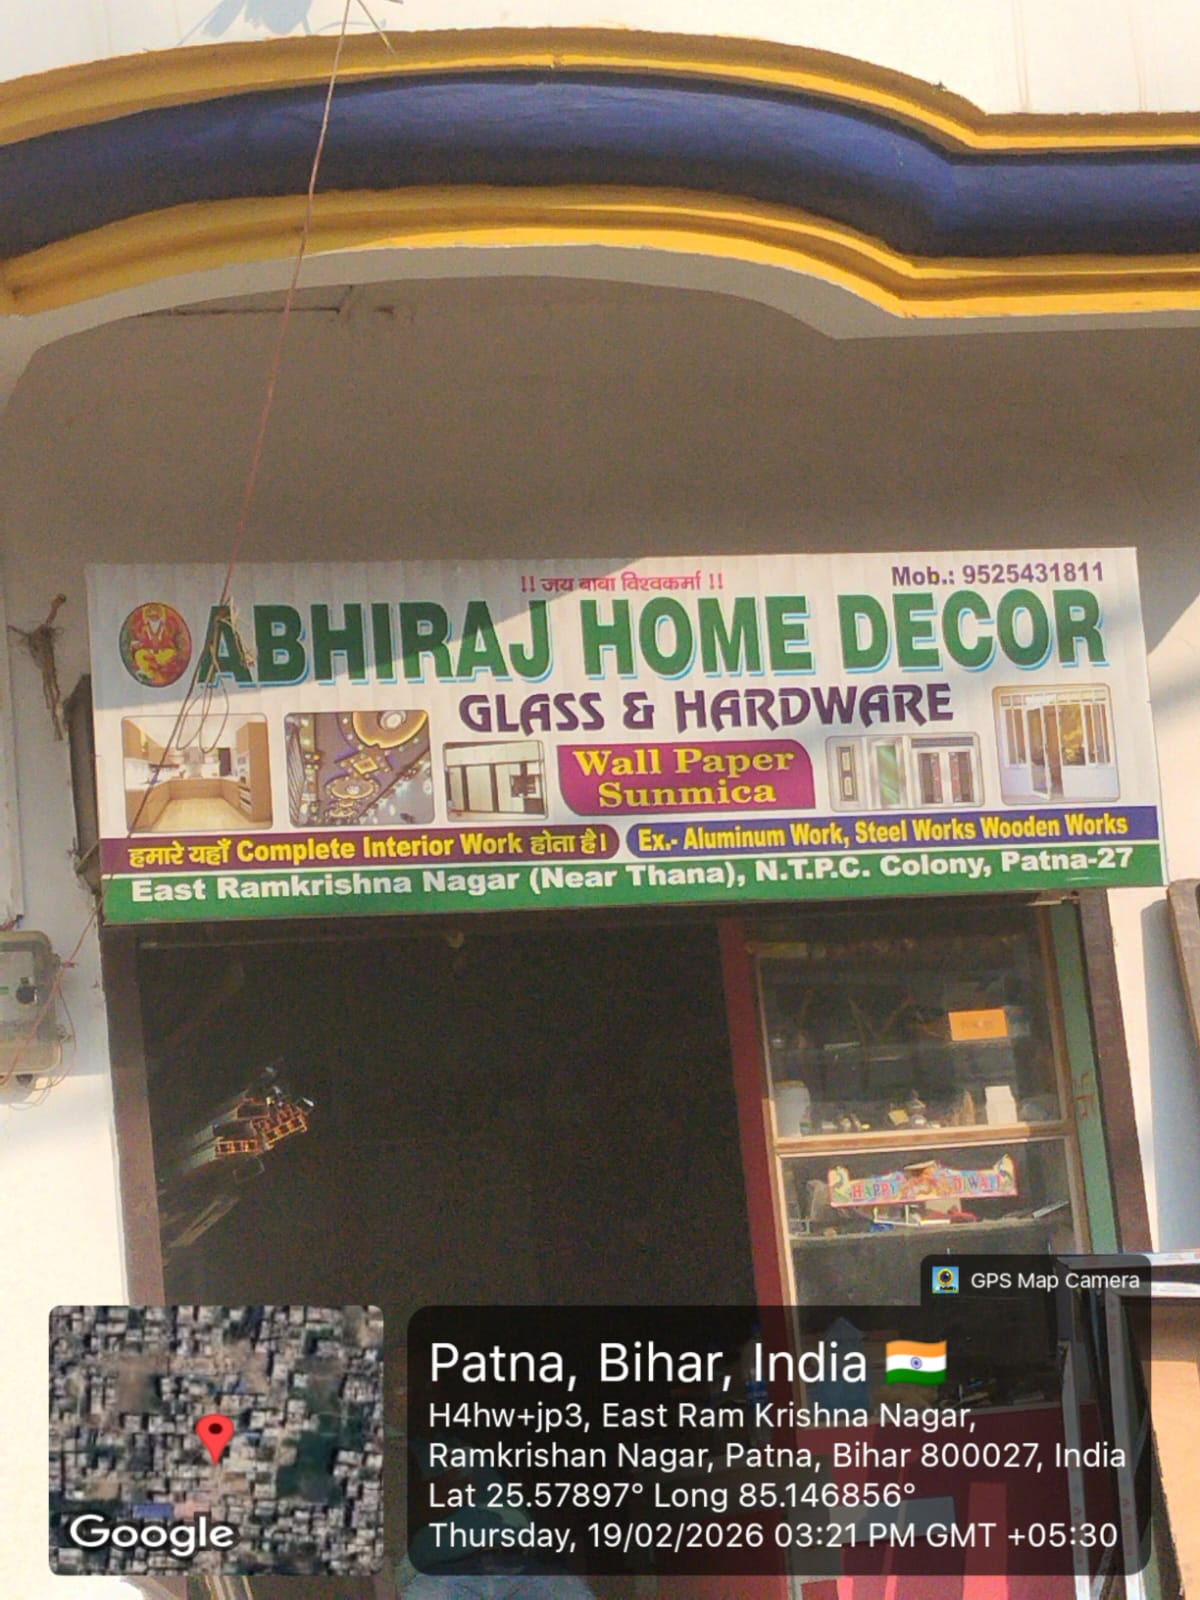 !! जय बाबा विश्वकर्मा !!
Mob.: 9525431811
ABHIRAJ HOME DECOR
GLASS & HARDWARE
Wall Paper
Sunmica
हमारे यहाँ Complete Interior Work होता है।
Ex.- Aluminum Work, Steel Works Wooden Works
East Ramkrishna Nagar (Near Thana), N.T.P.C. Colony, Patna-27
HAPPY DIWALI
GPS Map Camera
Patna, Bihar, India
H4hw+jp3, East Ram Krishna Nagar,
Ramkrishan Nagar, Patna, Bihar 800027, India
Lat 25.57897° Long 85.146856°
Thursday, 19/02/2026 03:21 PM GMT +05:30
Google